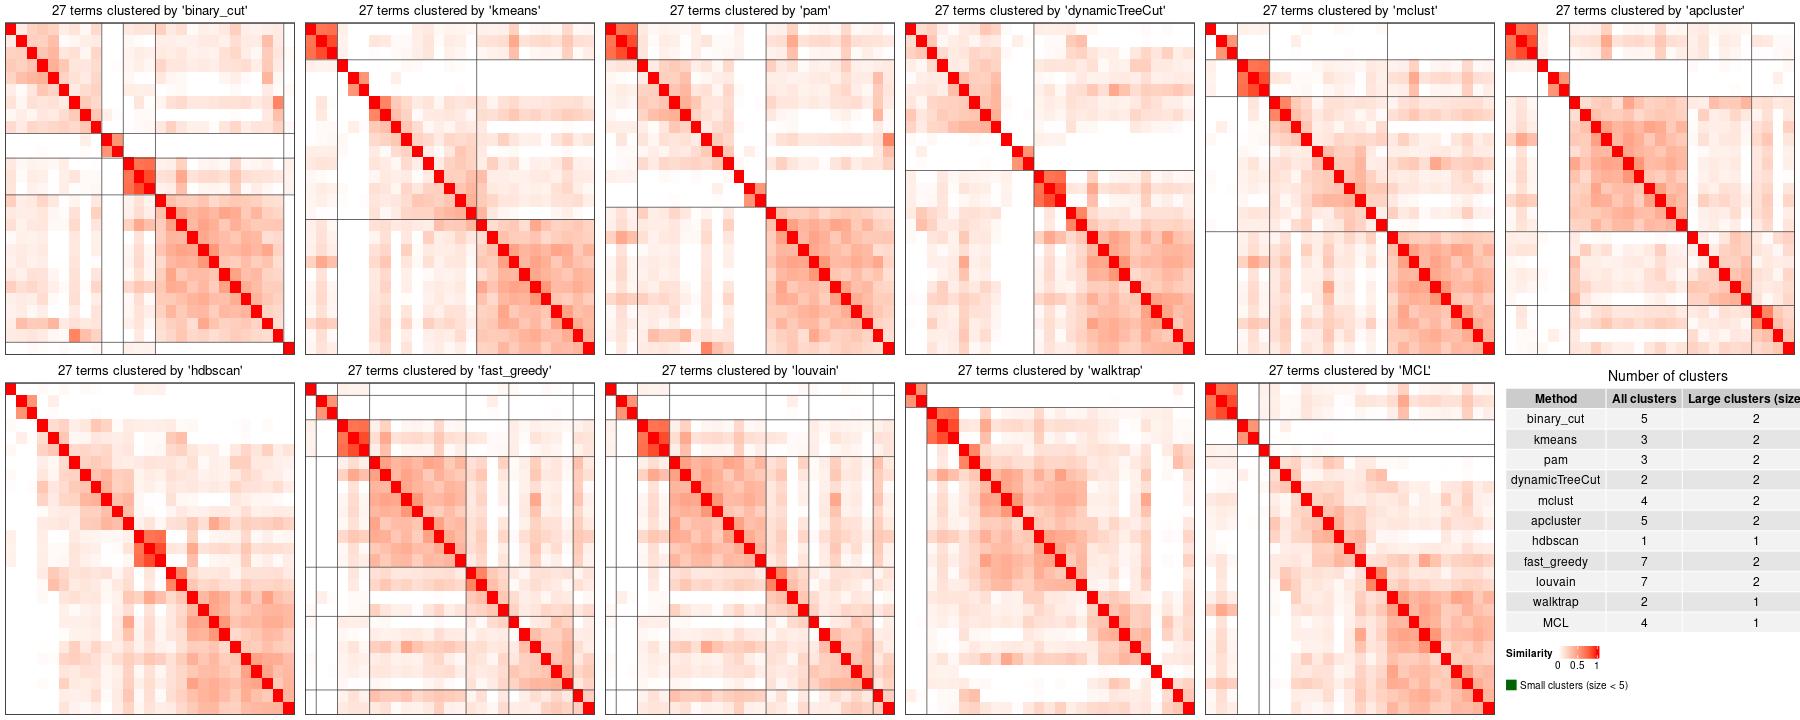 27 terms clustered by 'binary_cut'
27 terms clustered by 'kmeans'
27 terms clustered by 'pam'
27 terms clustered by 'dynamicTreeCut'
27 terms clustered by 'mclust'
27 terms clustered by 'apcluster'
27 terms clustered by 'hdbscan'
27 terms clustered by 'fast_greedy'
27 terms clustered by 'louvain'
27 terms clustered by 'walktrap'
27 terms clustered by 'MCL'
Number of clusters
Method All clusters Large clusters (size
binary_cut 5 2
kmeans 3 2
pam 3 2
dynamicTreeCut 2 2
mclust 4 2
apcluster 5 2
hdbscan 1 1
fast_greedy 7 2
louvain 7 2
walktrap 2 1
MCL 4 1
Similarity
0 0.5 1
Small clusters (size < 5)